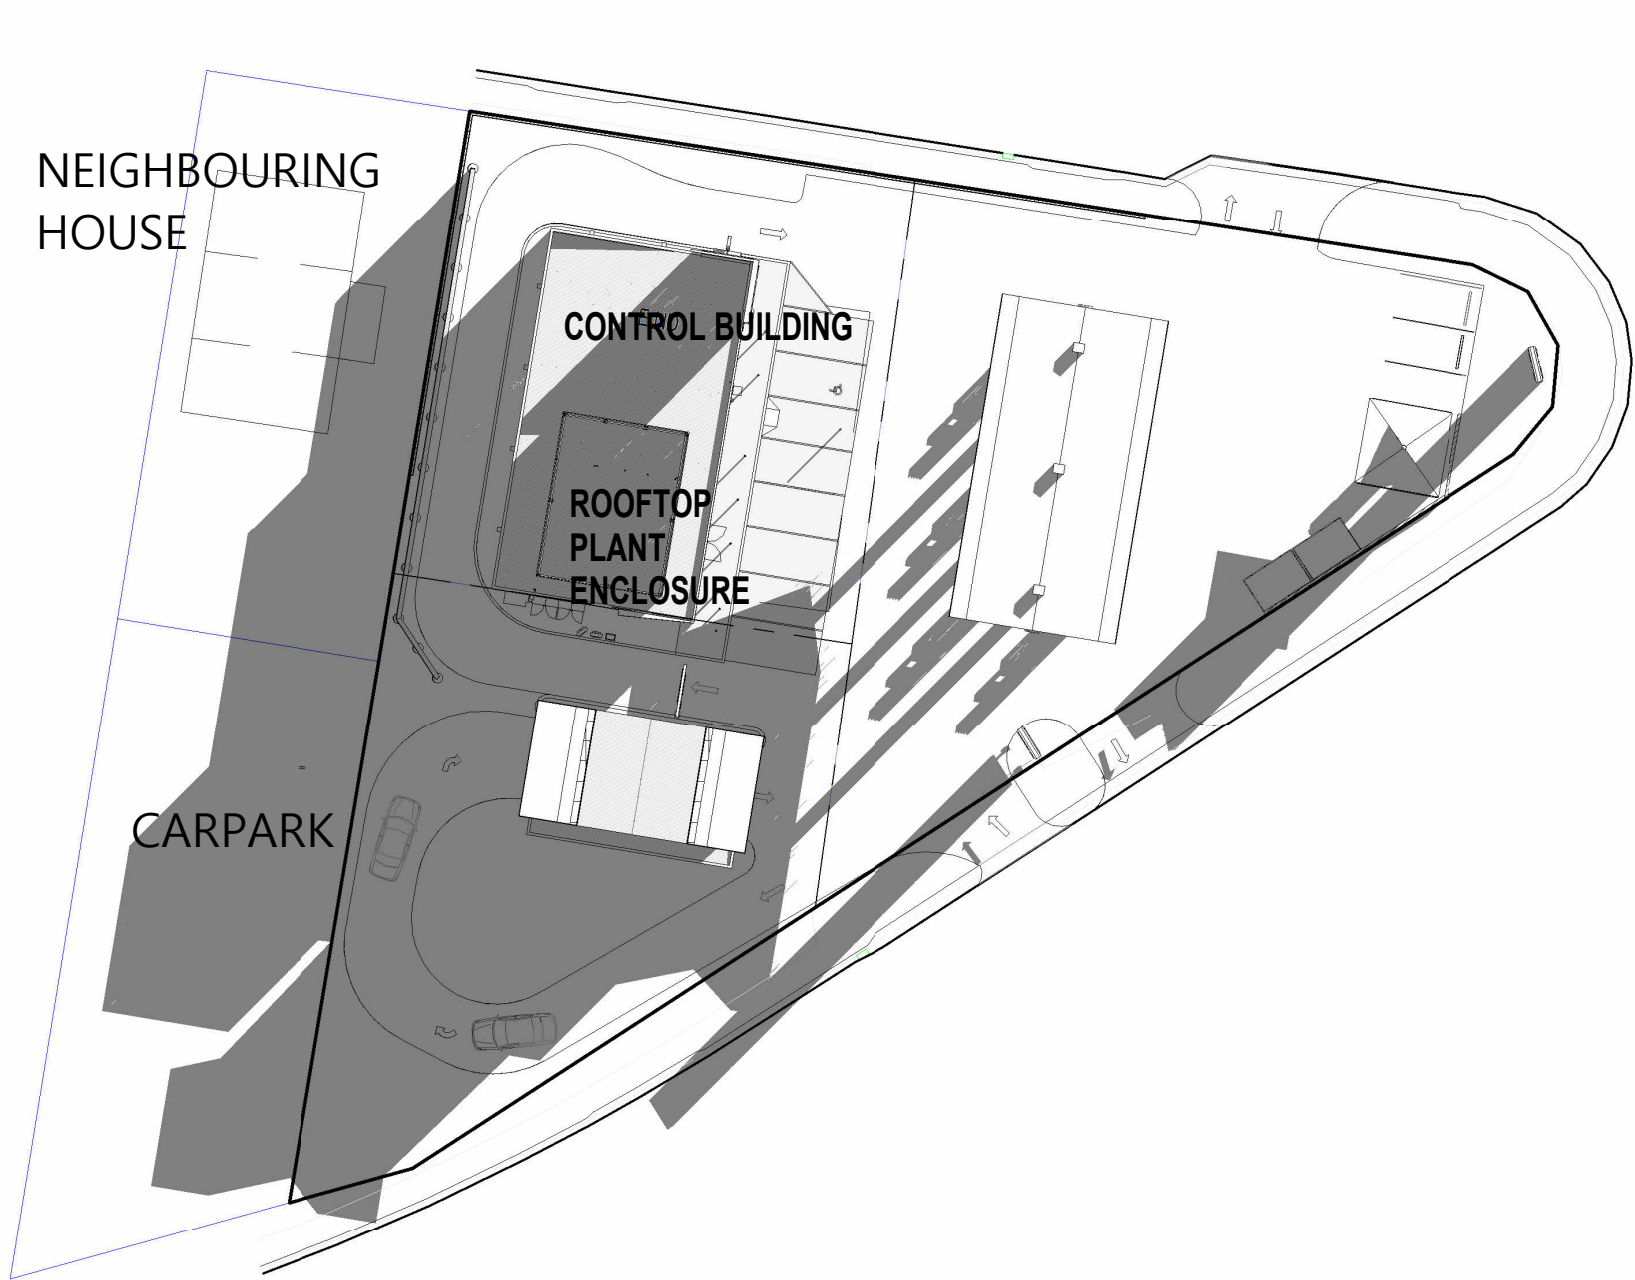 NEIGHBOURING
HOUSE
CONTROL BUILDING
ROOFTOP
PLANT
ENCLOSURE
CARPARK